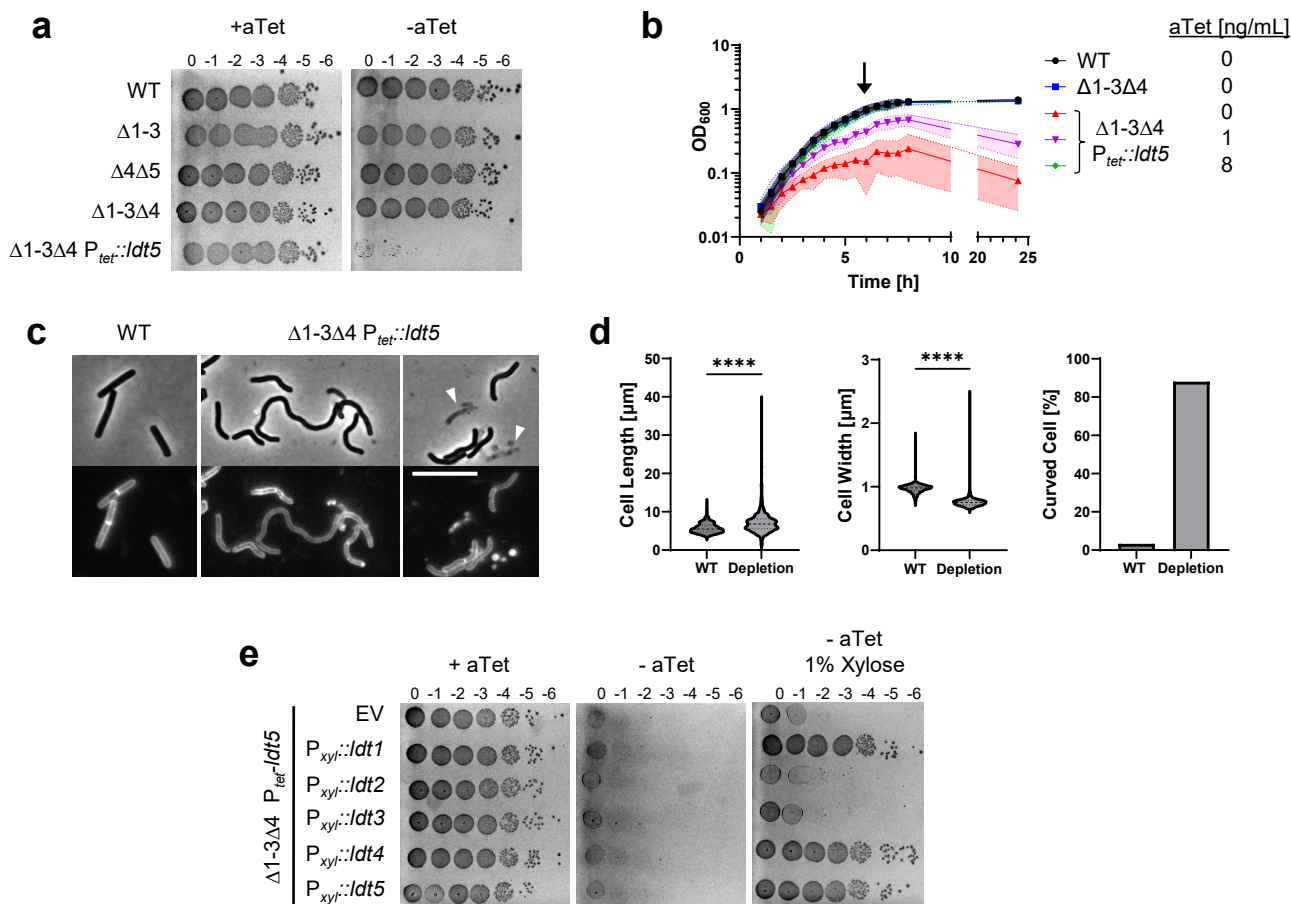 a
+aTet
-aTet
0 -1 -2 -3 -4 -5 -6
0 -1 -2 -3 -4 -5 -6
WT
Δ1-3
Δ4Δ5
Δ1-3Δ4
Δ1-3Δ4 Ptet::ldt5
b
aTet [ng/mL]
WT 0
Δ1-3Δ4 0
0
Δ1-3Δ4 1
Ptet::ldt5
8
OD600
10
1
0.1
0.01
0 5 10 20 25
Time [h]
c
WT
Δ1-3Δ4 Ptet::ldt5
d
Cell Length [µm]
50
40
30
20
10
0
WT Depletion
****
Cell Width [µm]
3
2
1
0
WT Depletion
****
Curved Cell [%]
100
80
60
40
20
0
WT Depletion
e
+ aTet
- aTet
- aTet
1% Xylose
0 -1 -2 -3 -4 -5 -6
0 -1 -2 -3 -4 -5 -6
0 -1 -2 -3 -4 -5 -6
Δ1-3Δ4 Ptet-ldt5
EV
Pxyl::ldt1
Pxyl::ldt2
Pxyl::ldt3
Pxyl::ldt4
Pxyl::ldt5